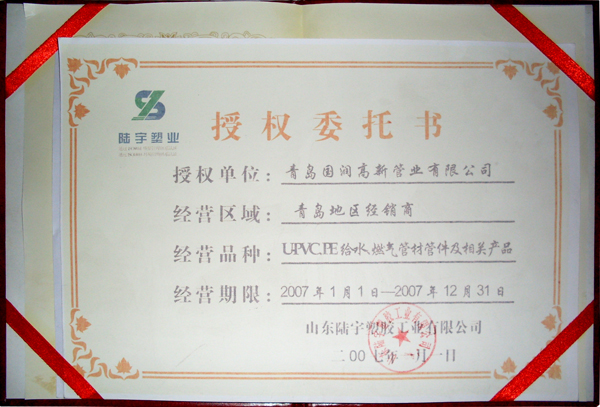 陆宇塑业
授权委托书
授权单位：青岛国润高新管业有限公司
经营区域：青岛地区经销商
经营品种：U-PVC,PE给水、燃气管材管件及相关产品
经营期限：2007年1月1日—2007年12月31日
山东陆宇塑胶工业有限公司
二00七年一月一日